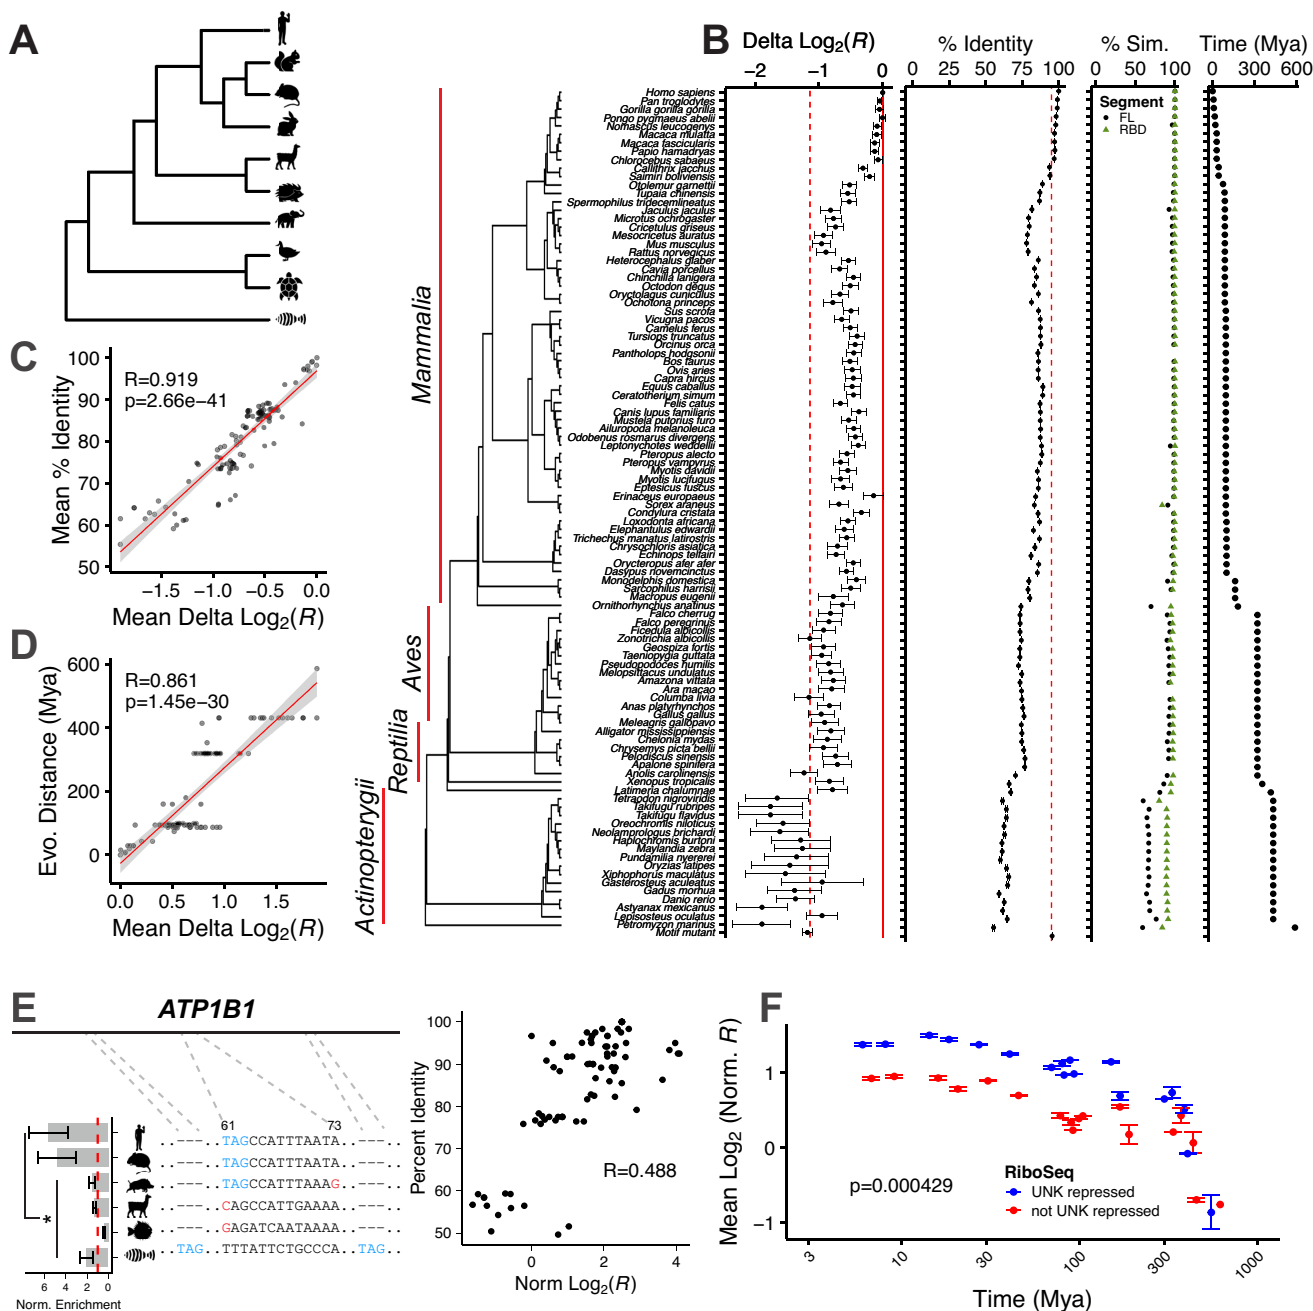 A
B
Delta Log2(R)
−2 −1 0
% Identity
0 25 50 75 100
% Sim.
0 50 100
Time (Mya)
0 300 600
Segment
FL
RBD
Mammalia
Aves
Reptilia
Actinopterygii
Homo sapiens
Pan troglodytes
Gorilla gorilla gorilla
Pongo pygmaeus abelii
Nomascus leucogenys
Macaca mulatta
Macaca fascicularis
Papio hamadryas
Chlorocebus sabaeus
Callithrix jacchus
Saimiri boliviensis
Otolemur garnettii
Tupaia chinensis
Spermophilus tridecemlineatus
Jaculus jaculus
Microtus ochrogaster
Cricetulus griseus
Mesocricetus auratus
Mus musculus
Rattus norvegicus
Heterocephalus glaber
Cavia porcellus
Chinchilla lanigera
Octodon degus
Oryctolagus cuniculus
Ochotona princeps
Sus scrofa
Vicugna pacos
Camelus ferus
Tursiops truncatus
Orcinus orca
Pantholops hodgsonii
Bos taurus
Ovis aries
Capra hircus
Equus caballus
Ceratotherium simum
Felis catus
Canis lupus familiaris
Mustela putorius furo
Ailuropoda melanoleuca
Odobenus rosmarus divergens
Leptonychotes weddellii
Pteropus alecto
Pteropus vampyrus
Myotis davidii
Myotis lucifugus
Eptesicus fuscus
Erinaceus europaeus
Sorex araneus
Condylura cristata
Loxodonta africana
Elephantulus edwardii
Trichechus manatus latirostris
Chrysochloris asiatica
Echinops telfairi
Orycteropus afer afer
Dasypus novemcinctus
Monodelphis domestica
Sarcophilus harrisii
Macropus eugenii
Ornithorhynchus anatinus
Falco cherrug
Falco peregrinus
Ficedula albicollis
Zonotrichia albicollis
Geospiza fortis
Taeniopygia guttata
Pseudopodoces humilis
Melopsittacus undulatus
Amazona vittata
Ara macao
Columba livia
Anas platyrhynchos
Gallus gallus
Meleagris gallopavo
Alligator mississippiensis
Chelonia mydas
Chrysemys picta bellii
Pelodiscus sinensis
Apalone spinifera
Anolis carolinensis
Xenopus tropicalis
Latimeria chalumnae
Tetraodon nigroviridis
Takifugu rubripes
Takifugu flavidus
Oreochromis niloticus
Neolamprologus brichardi
Haplochromis burtoni
Maylandia zebra
Pundamilia nyererei
Oryzias latipes
Xiphophorus maculatus
Gasterosteus aculeatus
Gadus morhua
Danio rerio
Astyanax mexicanus
Lepisosteus oculatus
Petromyzon marinus
Motif mutant
C
Mean % Identity
100
90
80
70
60
50
R=0.919
p=2.66e−41
−1.5 −1.0 −0.5 0.0
Mean Delta Log2(R)
D
Evo. Distance (Mya)
600
400
200
0
R=0.861
p=1.45e−30
0.0 0.5 1.0 1.5
Mean Delta Log2(R)
E
ATP1B1
61 73
..---..TAGCCATTTAATA..---..
..---..TAGCCATTTAATA..---..
..---..TAGCCATTTAAAG..---..
..---..CAGCCATTGAAAA..---..
..---..GAGATCAATAAAA..---..
TAG..TTTATTCTGCCCA..TAG..
*
6 4 2 0
Norm. Enrichment
Percent Identity
100
90
80
70
60
50
R=0.488
0 2 4
Norm Log2(R)
F
Mean Log2 (Norm. R)
1
0
−1
p=0.000429
RiboSeq
UNK repressed
not UNK repressed
3 10 30 100 300 1000
Time (Mya)